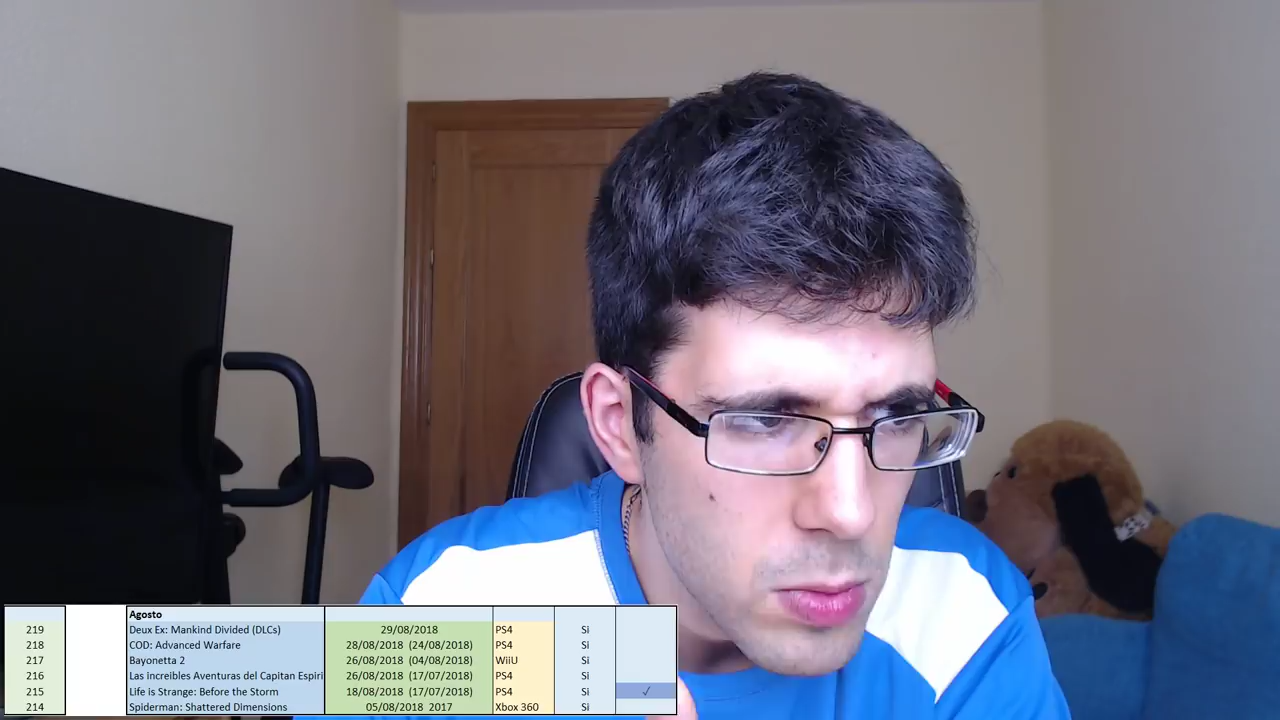 Agosto
219 Deux Ex: Mankind Divided (DLCs) 29/08/2018 PS4 Si
218 COD: Advanced Warfare 28/08/2018 (24/08/2018) PS4 Si
217 Bayonetta 2 26/08/2018 (04/08/2018) WiiU Si
216 Las increibles Aventuras del Capitan Espiri 26/08/2018 (17/07/2018) PS4 Si
215 Life is Strange: Before the Storm 18/08/2018 (17/07/2018) PS4 Si ✓
214 Spiderman: Shattered Dimensions 05/08/2018 2017 Xbox 360 Si